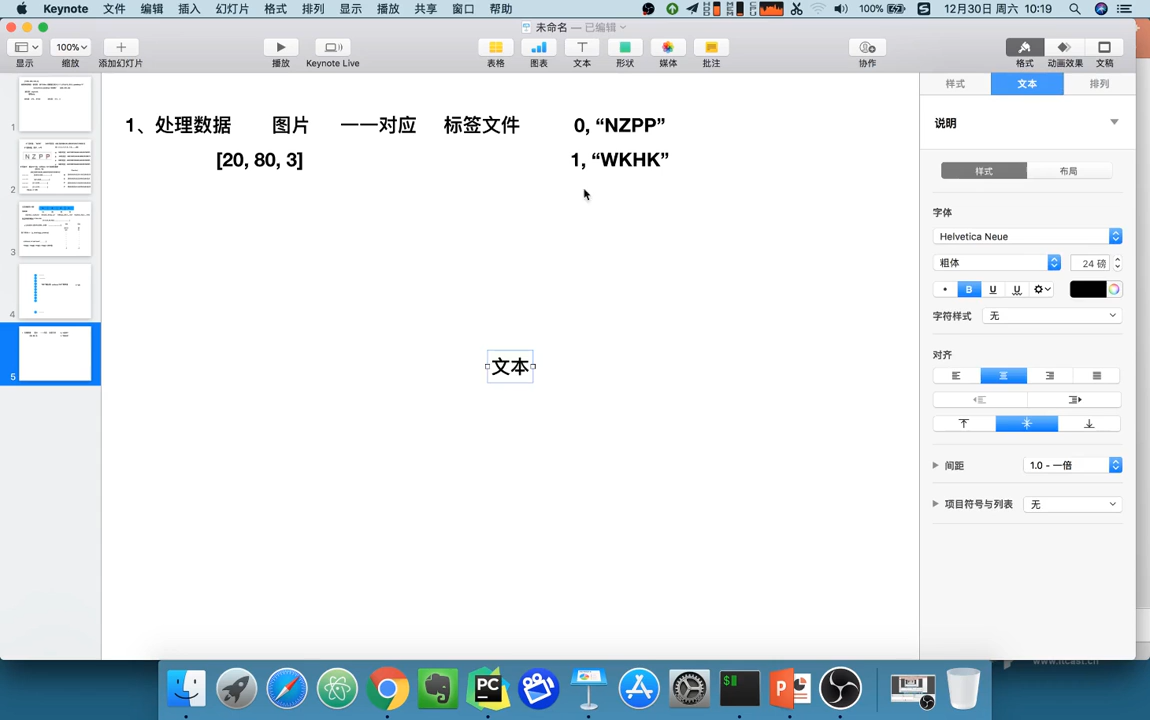 Keynote 文件 编辑 插入 幻灯片 格式 排列 显示 播放 共享 窗口 帮助 100% 12月30日 周六 10:19
未命名 — 已编辑
100%
显示 缩放 添加幻灯片 播放 Keynote Live 表格 图表 文本 形状 媒体 批注 协作 格式 动画效果 文稿
样式 文本 排列
1
2
3
4
5
NZPP
1、处理数据 图片 一一对应 标签文件 0, “NZPP”
[20, 80, 3] 1, “WKHK”
文本
说明
样式 布局
字体
Helvetica Neue
粗体 24 磅
B U U
字符样式 无
对齐
间距 1.0 - 一倍
项目符号与列表 无
PC
$
P
www.itcast.cn